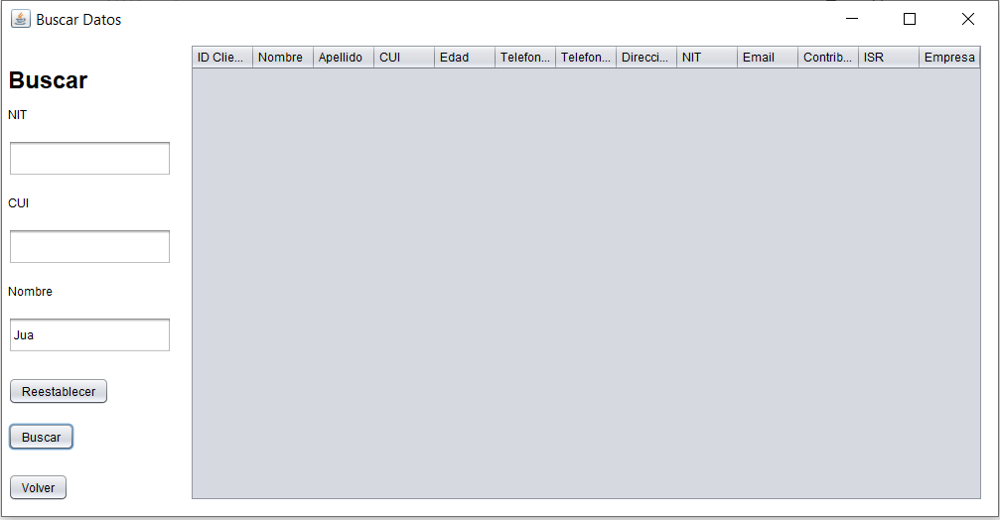 Buscar Datos
ID Clie... Nombre Apellido CUI Edad Telefon... Telefon... Direcci... NIT Email Contrib... ISR Empresa
Buscar
NIT
CUI
Nombre
Jua
Reestablecer
Buscar
Volver